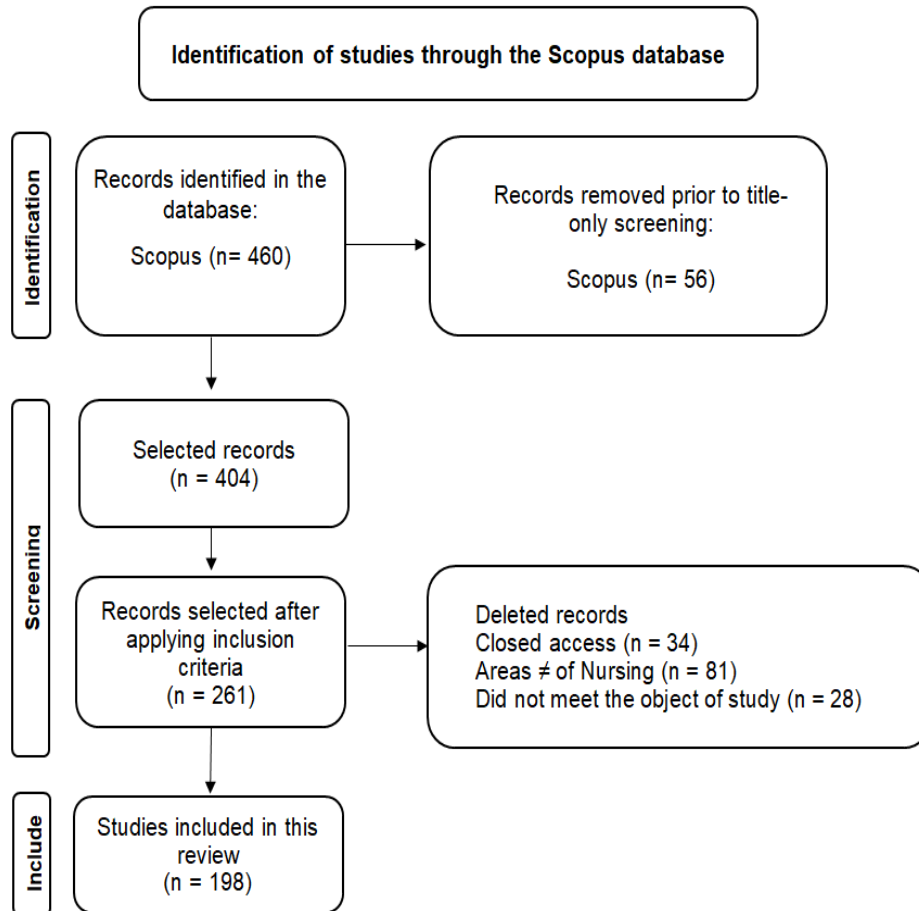 Identification of studies through the Scopus database
Identification
Records identified in the
database:
Scopus (n= 460)
Records removed prior to title-
only screening:
Scopus (n= 56)
Screening
Selected records
(n = 404)
Records selected after
applying inclusion
criteria
(n = 261)
Deleted records
Closed access (n = 34)
Areas ≠ of Nursing (n = 81)
Did not meet the object of study (n = 28)
Include
Studies included in this
review
(n = 198)